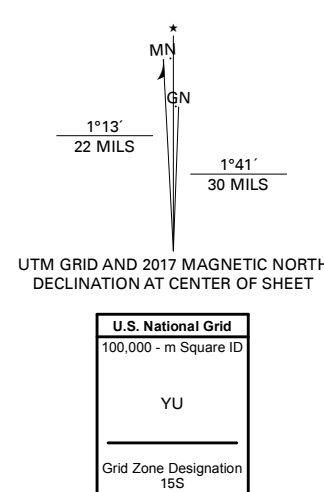 ★
MN
GN
1°13´
22 MILS
1°41´
30 MILS
UTM GRID AND 2017 MAGNETIC NORTH
DECLINATION AT CENTER OF SHEET
U.S. National Grid
100,000 - m Square ID
YU
Grid Zone Designation
15S